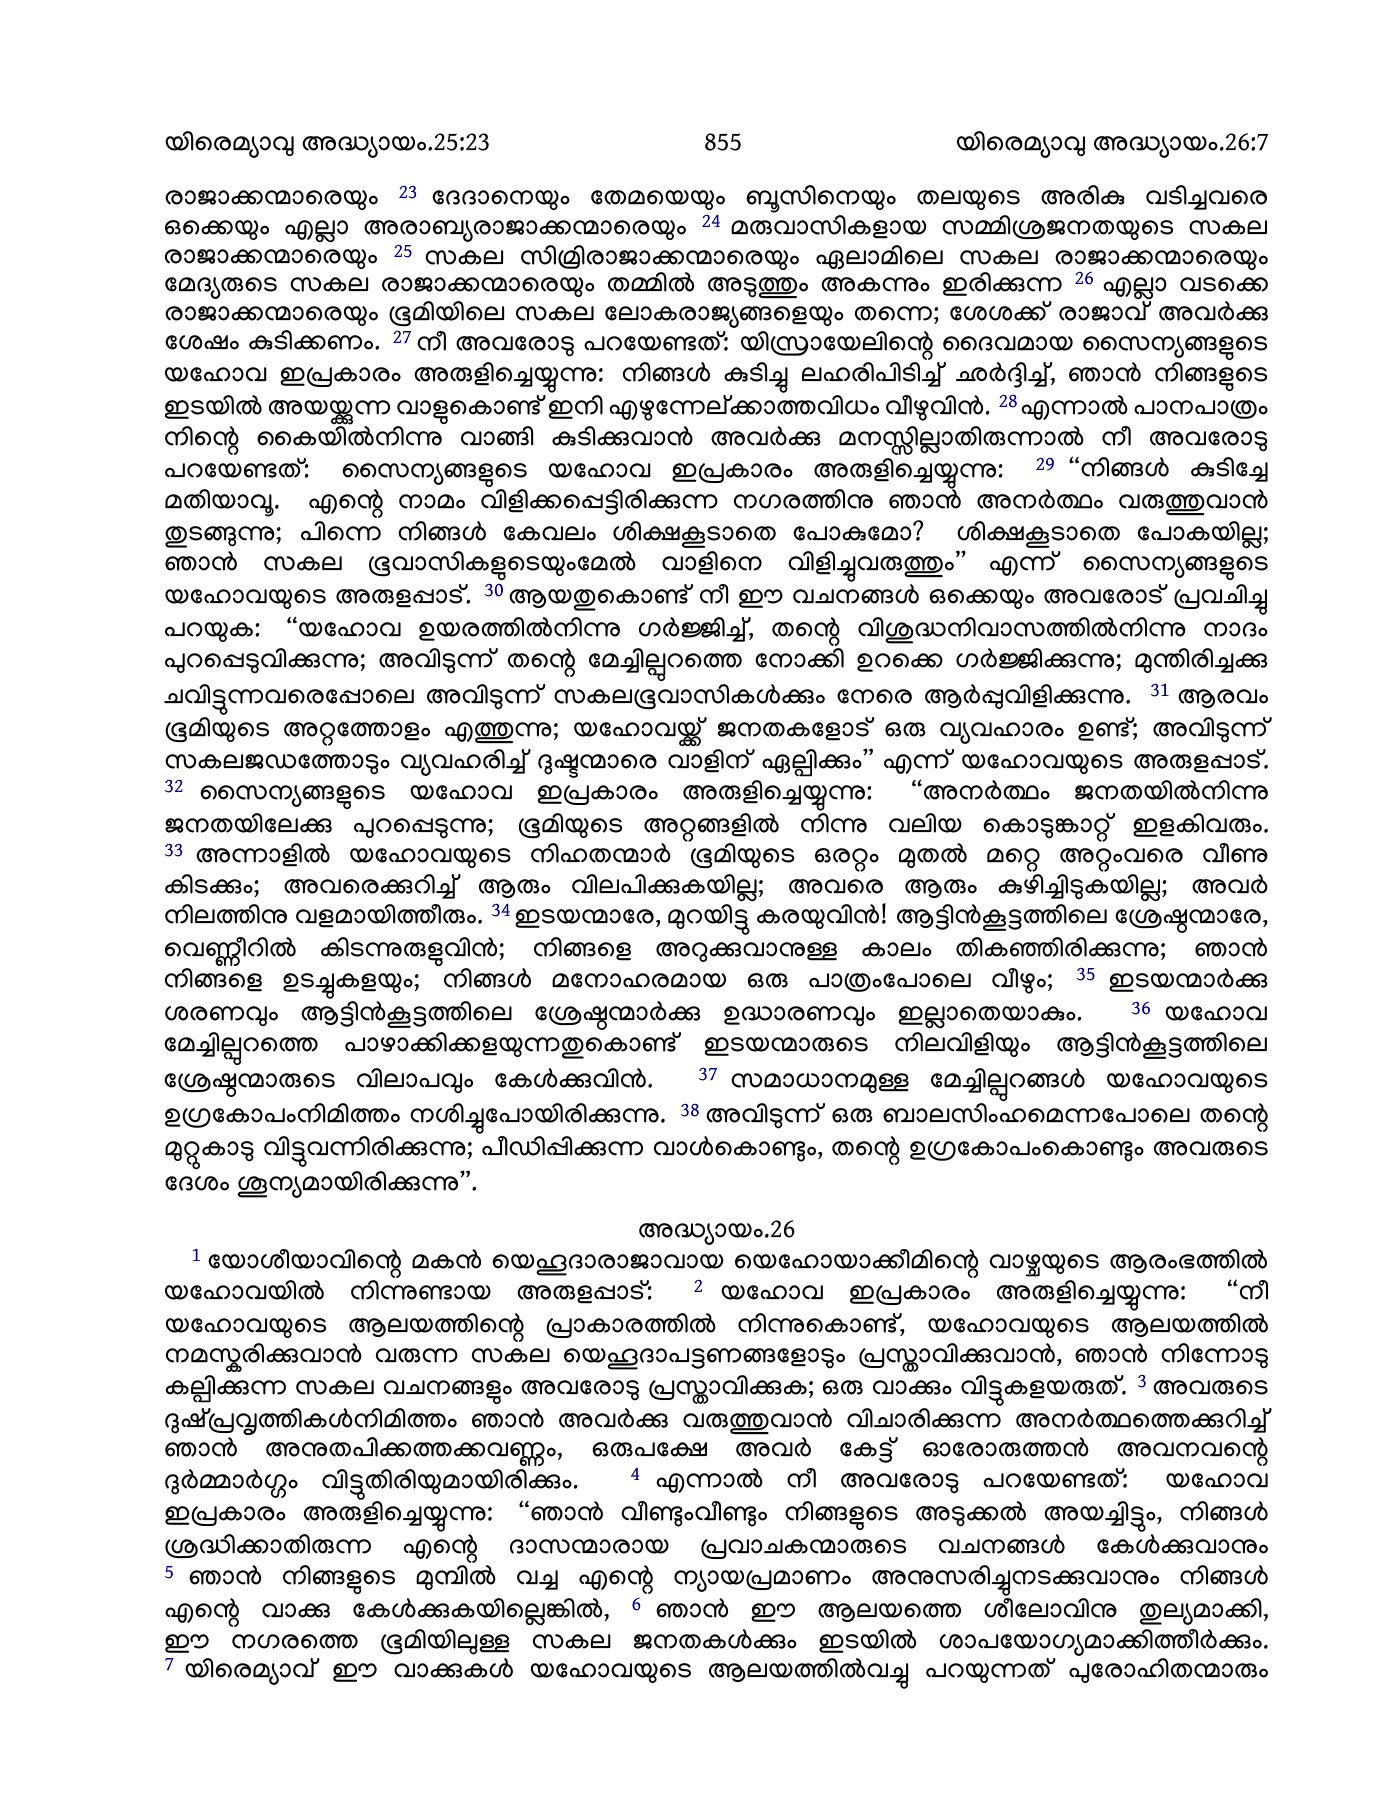 യിരെമ്യാവു അദ്ധ്യായം.25:23 855 യിരെമ്യാവു അദ്ധ്യായം.26:7
രാജാക്കന്മാരെയും 23 ദേദാനെയും തേമയെയും ബൂസിനെയും തലയുടെ അരികു വടിച്ചവരെ
ഒക്കെയും എല്ലാ അരാബ്യരാജാക്കന്മാരെയും 24 മരുവാസികളായ സമ്മിശ്രജനതയുടെ സകല
രാജാക്കന്മാരെയും 25 സകല സിമ്രിരാജാക്കന്മാരെയും ഏലാമിലെ സകല രാജാക്കന്മാരെയും
മേദ്യരുടെ സകല രാജാക്കന്മാരെയും തമ്മിൽ അടുത്തും അകന്നും ഇരിക്കുന്ന 26 എല്ലാ വടക്കെ
രാജാക്കന്മാരെയും ഭൂമിയിലെ സകല ലോകരാജ്യങ്ങളെയും തന്നെ; ശേശക്ക് രാജാവ് അവർക്കു
ശേഷം കുടിക്കണം. 27 നീ അവരോടു പറയേണ്ടത്: യിസ്രായേലിന്റെ ദൈവമായ സൈന്യങ്ങളുടെ
യഹോവ ഇപ്രകാരം അരുളിച്ചെയ്യുന്നു: നിങ്ങൾ കുടിച്ചു ലഹരിപിടിച്ച് ഛർദ്ദിച്ച്, ഞാൻ നിങ്ങളുടെ
ഇടയിൽ അയയ്ക്കുന്ന വാളുകൊണ്ട് ഇനി എഴുന്നേല്ക്കാത്തവിധം വീഴുവിൻ. 28 എന്നാൽ പാനപാത്രം
നിന്റെ കൈയിൽനിന്നു വാങ്ങി കുടിക്കുവാൻ അവർക്കു മനസ്സില്ലാതിരുന്നാൽ നീ അവരോടു
പറയേണ്ടത്: സൈന്യങ്ങളുടെ യഹോവ ഇപ്രകാരം അരുളിച്ചെയ്യുന്നു: 29 “നിങ്ങൾ കുടിച്ചേ
മതിയാവൂ. എന്റെ നാമം വിളിക്കപ്പെട്ടിരിക്കുന്ന നഗരത്തിനു ഞാൻ അനർത്ഥം വരുത്തുവാൻ
തുടങ്ങുന്നു; പിന്നെ നിങ്ങൾ കേവലം ശിക്ഷകൂടാതെ പോകുമോ? ശിക്ഷകൂടാതെ പോകയില്ല;
ഞാൻ സകല ഭൂവാസികളുടെയുംമേൽ വാളിനെ വിളിച്ചുവരുത്തും” എന്ന് സൈന്യങ്ങളുടെ
യഹോവയുടെ അരുളപ്പാട്. 30 ആയതുകൊണ്ട് നീ ഈ വചനങ്ങൾ ഒക്കെയും അവരോട് പ്രവചിച്ചു
പറയുക: “യഹോവ ഉയരത്തിൽനിന്നു ഗർജ്ജിച്ച്, തന്റെ വിശുദ്ധനിവാസത്തിൽനിന്നു നാദം
പുറപ്പെടുവിക്കുന്നു; അവിടുന്ന് തന്റെ മേച്ചില്പുറത്തെ നോക്കി ഉറക്കെ ഗർജ്ജിക്കുന്നു; മുന്തിരിച്ചക്കു
ചവിട്ടുന്നവരെപ്പോലെ അവിടുന്ന് സകലഭൂവാസികൾക്കും നേരെ ആർപ്പുവിളിക്കുന്നു. 31 ആരവം
ഭൂമിയുടെ അറ്റത്തോളം എത്തുന്നു; യഹോവയ്ക്ക് ജനതകളോട് ഒരു വ്യവഹാരം ഉണ്ട്; അവിടുന്ന്
സകലജഡത്തോടും വ്യവഹരിച്ച് ദുഷ്ടന്മാരെ വാളിന് ഏല്പിക്കും” എന്ന് യഹോവയുടെ അരുളപ്പാട്.
32 സൈന്യങ്ങളുടെ യഹോവ ഇപ്രകാരം അരുളിച്ചെയ്യുന്നു: “അനർത്ഥം ജനതയിൽനിന്നു
ജനതയിലേക്കു പുറപ്പെടുന്നു; ഭൂമിയുടെ അറ്റങ്ങളിൽ നിന്നു വലിയ കൊടുങ്കാറ്റ് ഇളകിവരും.
33 അന്നാളിൽ യഹോവയുടെ നിഹതന്മാർ ഭൂമിയുടെ ഒരറ്റം മുതൽ മറ്റെ അറ്റംവരെ വീണു
കിടക്കും; അവരെക്കുറിച്ച് ആരും വിലപിക്കുകയില്ല; അവരെ ആരും കുഴിച്ചിടുകയില്ല; അവർ
നിലത്തിനു വളമായിത്തീരും. 34 ഇടയന്മാരേ, മുറയിട്ടു കരയുവിൻ! ആട്ടിൻകൂട്ടത്തിലെ ശ്രേഷ്ഠന്മാരേ,
വെണ്ണീറിൽ കിടന്നുരുളുവിൻ; നിങ്ങളെ അറുക്കുവാനുള്ള കാലം തികഞ്ഞിരിക്കുന്നു; ഞാൻ
നിങ്ങളെ ഉടച്ചുകളയും; നിങ്ങൾ മനോഹരമായ ഒരു പാത്രംപോലെ വീഴും; 35 ഇടയന്മാർക്കു
ശരണവും ആട്ടിൻകൂട്ടത്തിലെ ശ്രേഷ്ഠന്മാർക്കു ഉദ്ധാരണവും ഇല്ലാതെയാകും. 36 യഹോവ
മേച്ചില്പുറത്തെ പാഴാക്കിക്കളയുന്നതുകൊണ്ട് ഇടയന്മാരുടെ നിലവിളിയും ആട്ടിൻകൂട്ടത്തിലെ
ശ്രേഷ്ഠന്മാരുടെ വിലാപവും കേൾക്കുവിൻ. 37 സമാധാനമുള്ള മേച്ചില്പുറങ്ങൾ യഹോവയുടെ
ഉഗ്രകോപംനിമിത്തം നശിച്ചുപോയിരിക്കുന്നു. 38 അവിടുന്ന് ഒരു ബാലസിംഹമെന്നപോലെ തന്റെ
മുറ്റുകാടു വിട്ടുവന്നിരിക്കുന്നു; പീഡിപ്പിക്കുന്ന വാൾകൊണ്ടും, തന്റെ ഉഗ്രകോപംകൊണ്ടും അവരുടെ
ദേശം ശൂന്യമായിരിക്കുന്നു”.
അദ്ധ്യായം.26
1 യോശീയാവിന്റെ മകൻ യെഹൂദാരാജാവായ യെഹോയാക്കീമിന്റെ വാഴ്ചയുടെ ആരംഭത്തിൽ
യഹോവയിൽ നിന്നുണ്ടായ അരുളപ്പാട്: 2 യഹോവ ഇപ്രകാരം അരുളിച്ചെയ്യുന്നു: “നീ
യഹോവയുടെ ആലയത്തിന്റെ പ്രാകാരത്തിൽ നിന്നുകൊണ്ട്, യഹോവയുടെ ആലയത്തിൽ
നമസ്കരിക്കുവാൻ വരുന്ന സകല യെഹൂദാപട്ടണങ്ങളോടും പ്രസ്താവിക്കുവാൻ, ഞാൻ നിന്നോടു
കല്പിക്കുന്ന സകല വചനങ്ങളും അവരോടു പ്രസ്താവിക്കുക; ഒരു വാക്കും വിട്ടുകളയരുത്. 3 അവരുടെ
ദുഷ്‌പ്രവൃത്തികൾനിമിത്തം ഞാൻ അവർക്കു വരുത്തുവാൻ വിചാരിക്കുന്ന അനർത്ഥത്തെക്കുറിച്ച്
ഞാൻ അനുതപിക്കത്തക്കവണ്ണം, ഒരുപക്ഷേ അവർ കേട്ട് ഓരോരുത്തൻ അവനവന്റെ
ദുർമ്മാർഗ്ഗം വിട്ടുതിരിയുമായിരിക്കും. 4 എന്നാൽ നീ അവരോടു പറയേണ്ടത്: യഹോവ
ഇപ്രകാരം അരുളിച്ചെയ്യുന്നു: “ഞാൻ വീണ്ടുംവീണ്ടും നിങ്ങളുടെ അടുക്കൽ അയച്ചിട്ടും, നിങ്ങൾ
ശ്രദ്ധിക്കാതിരുന്ന എന്റെ ദാസന്മാരായ പ്രവാചകന്മാരുടെ വചനങ്ങൾ കേൾക്കുവാനും
5 ഞാൻ നിങ്ങളുടെ മുമ്പിൽ വച്ച എന്റെ ന്യായപ്രമാണം അനുസരിച്ചുനടക്കുവാനും നിങ്ങൾ
എന്റെ വാക്കു കേൾക്കുകയില്ലെങ്കിൽ, 6 ഞാൻ ഈ ആലയത്തെ ശീലോവിനു തുല്യമാക്കി,
ഈ നഗരത്തെ ഭൂമിയിലുള്ള സകല ജനതകൾക്കും ഇടയിൽ ശാപയോഗ്യമാക്കിത്തീർക്കും.
7 യിരെമ്യാവ് ഈ വാക്കുകൾ യഹോവയുടെ ആലയത്തിൽവച്ചു പറയുന്നത് പുരോഹിതന്മാരും